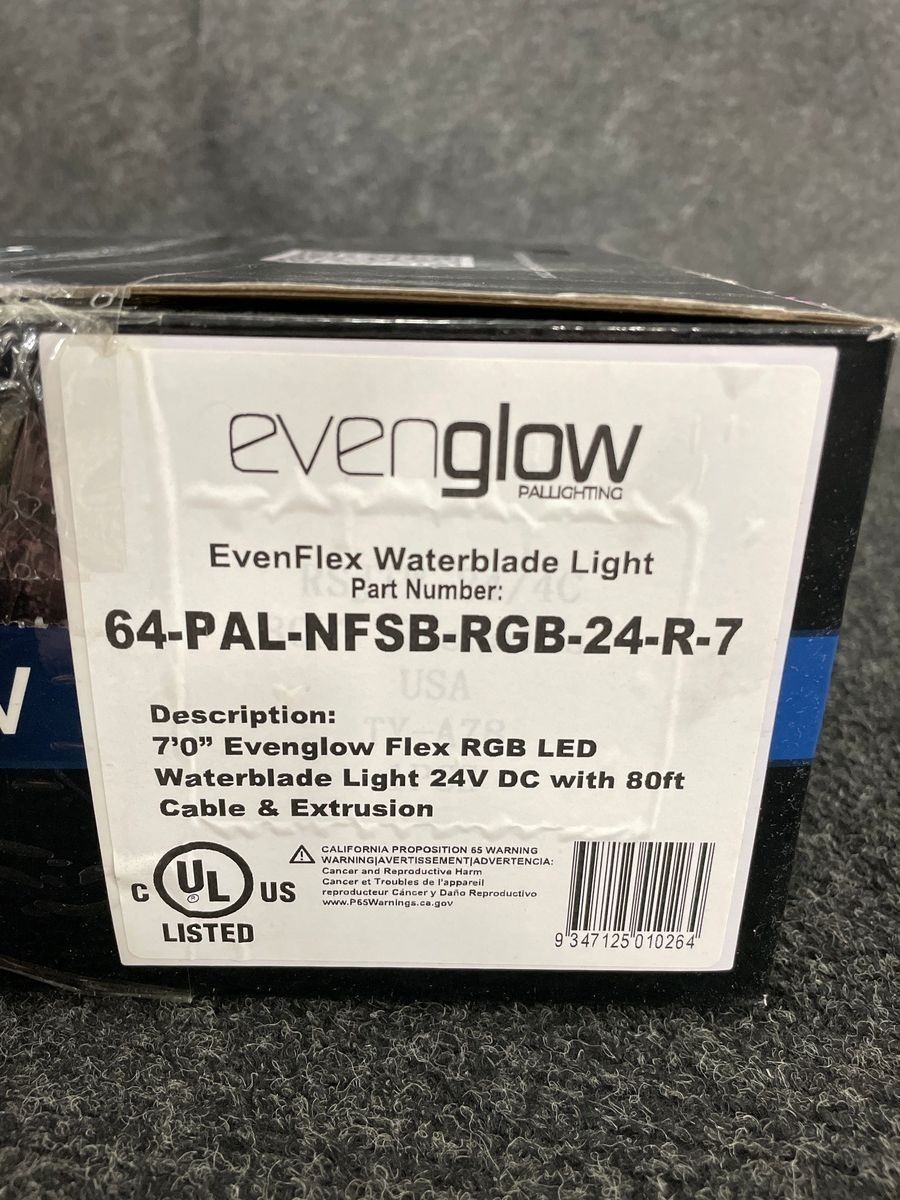 evenglow
PALLIGHTING
EvenFlex Waterblade Light
Part Number:
64-PAL-NFSB-RGB-24-R-7
USA
Description:
7'0” Evenglow Flex RGB LED
Waterblade Light 24V DC with 80ft
Cable & Extrusion
C UL ® US
LISTED
CALIFORNIA PROPOSITION 65 WARNING
WARNING|AVERTISSEMENT|ADVERTENCIA:
Cancer and Reproductive Harm
Cancer et Troubles de l'appareil
reproducteur Cáncer y Daño Reproductivo
www.P65Warnings.ca.gov
9 347125 010264